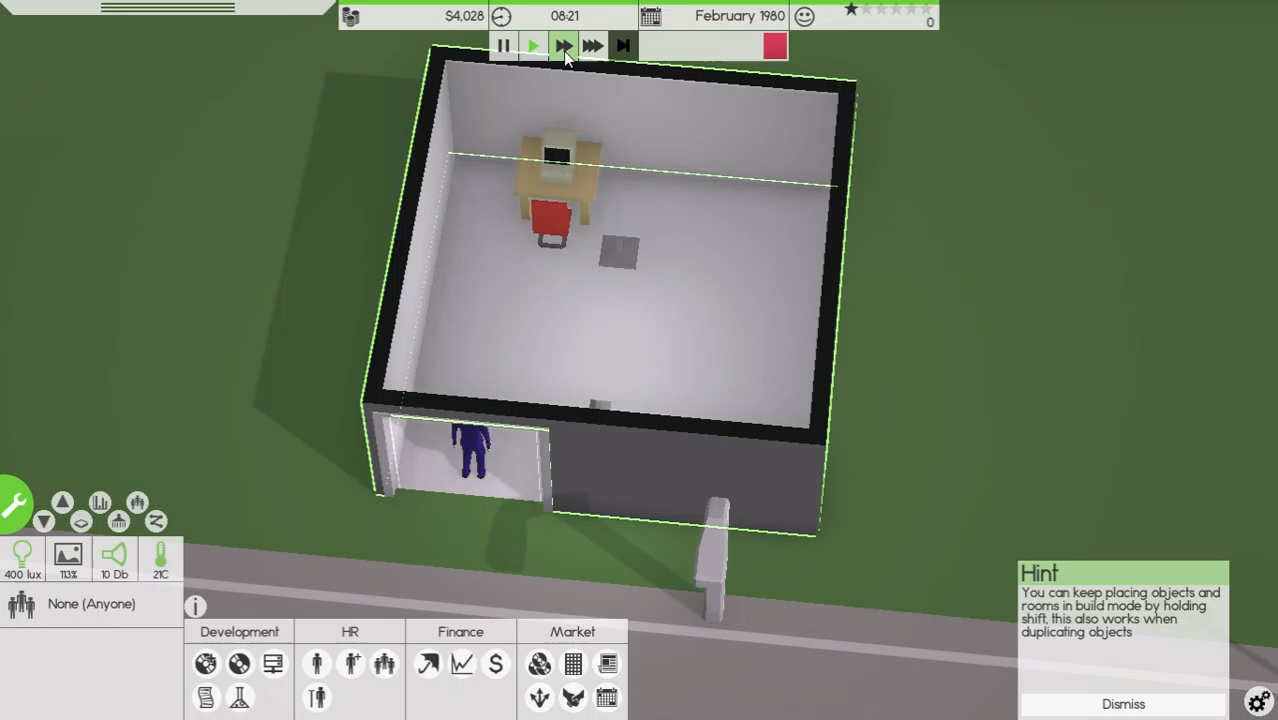 $4,028
08:21
February 1980
0
400 lux
113%
10 Db
21C
None (Anyone)
Development
HR
Finance
Market
Hint
You can keep placing objects and
rooms in build mode by holding
shift, this also works when
duplicating objects
Dismiss